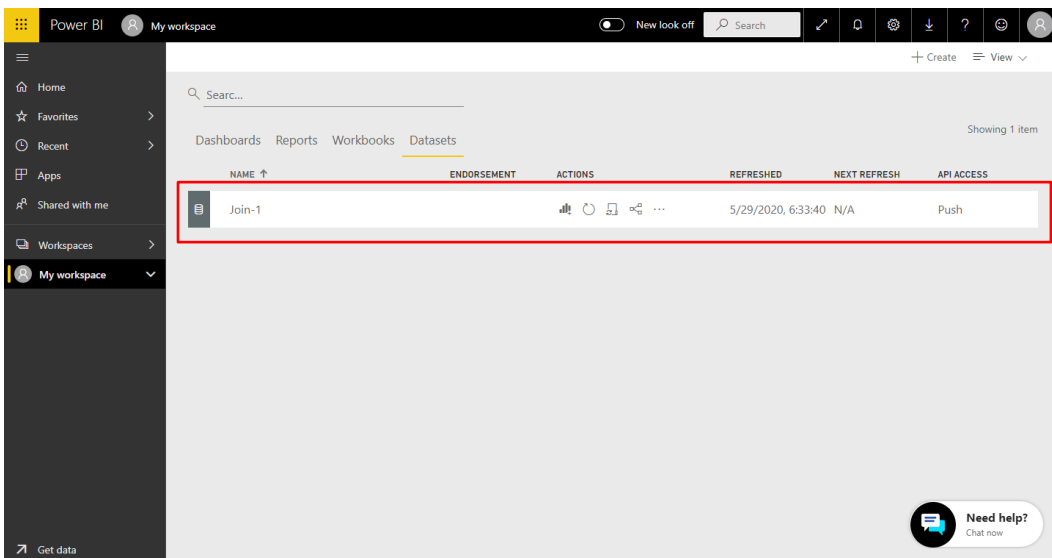 Power BI My workspace New look off Search ?
+ Create View
Home
Searc...
Favorites
Showing 1 item
Dashboards Reports Workbooks Datasets
Recent
Apps
NAME ↑ ENDORSEMENT ACTIONS REFRESHED NEXT REFRESH API ACCESS
Shared with me
Join-1 ... 5/29/2020, 6:33:40 N/A Push
Workspaces
My workspace
Need help?
Chat now
Get data